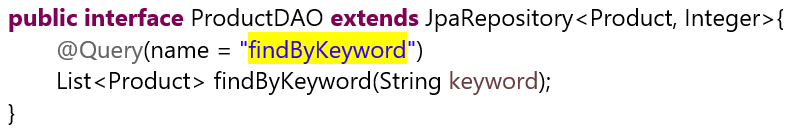 public interface ProductDAO extends JpaRepository<Product, Integer>{
@Query(name = "findByKeyword")
List<Product> findByKeyword(String keyword);
}